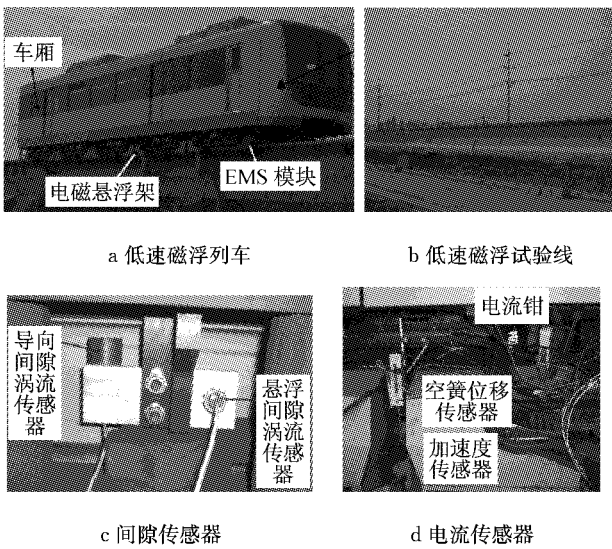 车厢
电磁悬浮架
EMS 模块
a 低速磁浮列车
b 低速磁浮试验线
导向
间隙
涡流
传感
器
悬浮
间隙
涡流
传感
器
电流钳
空簧位移
传感器
加速度
传感器
c 间隙传感器
d 电流传感器